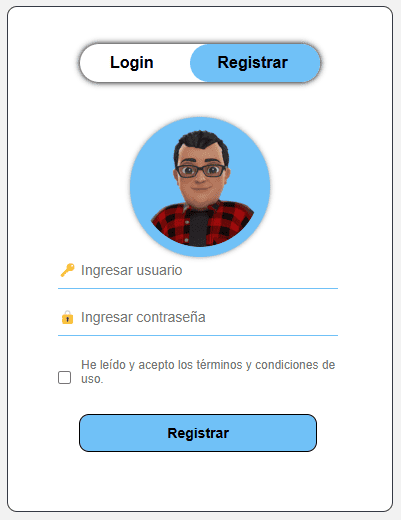 Login
Registrar
Ingresar usuario
Ingresar contraseña
He leído y acepto los términos y condiciones de
uso.
Registrar